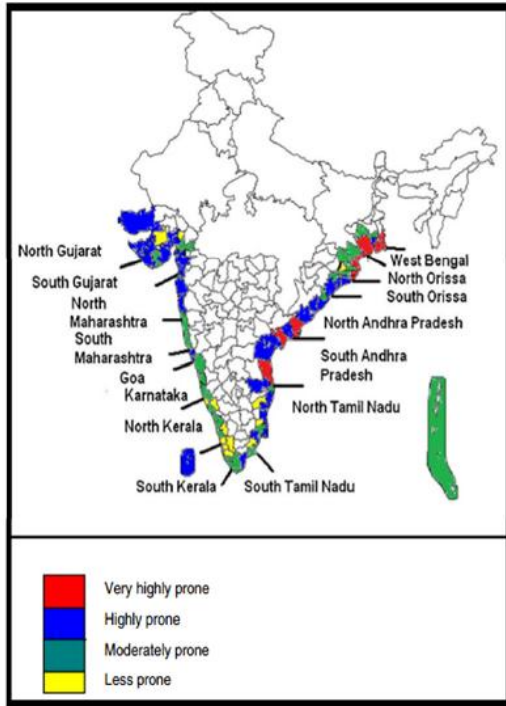 North Gujarat
South Gujarat
North
Maharashtra
South
Maharashtra
Goa
Karnataka
North Kerala
South Kerala
South Tamil Nadu
West Bengal
North Orissa
South Orissa
North Andhra Pradesh
South Andhra
Pradesh
North Tamil Nadu
Very highly prone
Highly prone
Moderately prone
Less prone